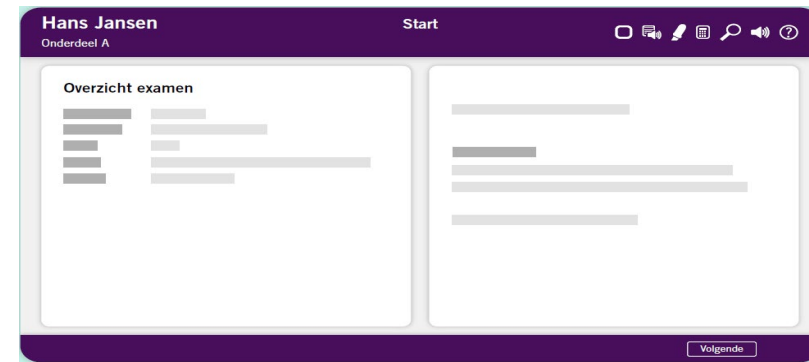 Hans Jansen
Start
Onderdeel A
Overzicht examen
Volgende